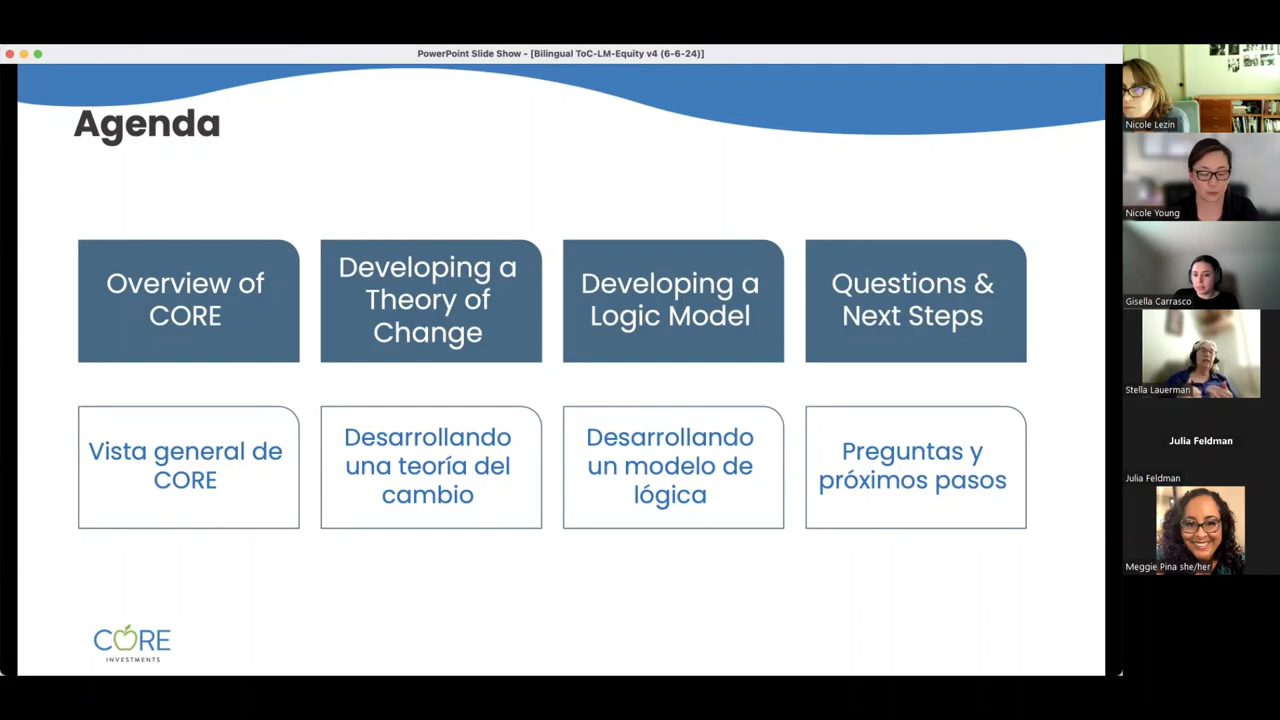 PowerPoint Slide Show - [Bilingual ToC-LM-Equity v4 (6-6-24)]
Agenda
Overview of
CORE
Developing a
Theory of
Change
Developing a
Logic Model
Questions &
Next Steps
Vista general de
CORE
Desarrollando
una teoría del
cambio
Desarrollando
un modelo de
lógica
Preguntas y
próximos pasos
CORE
INVESTMENTS
Nicole Lezin
Nicole Young
Gisella Carrasco
Stella Lauerman
Julia Feldman
Julia Feldman
Meggie Pina she/her